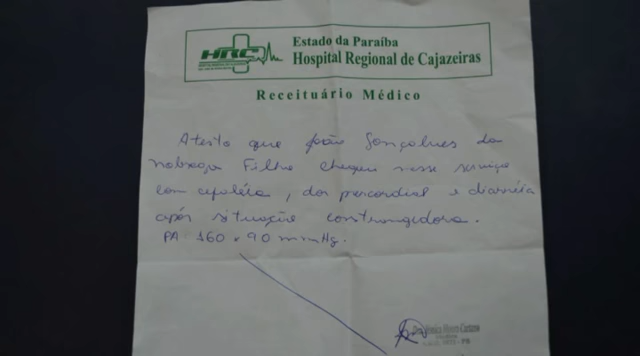 HRC
Estado da Paraíba
Hospital Regional de Cajazeiras
Receituário Médico
Atesto que João Gonçalves da
nobrega Filho chegou nesse serviço
com cefaléia, dor precordial e diarréia
após situação constrangedora.
PA 160 x 90 mmHg.